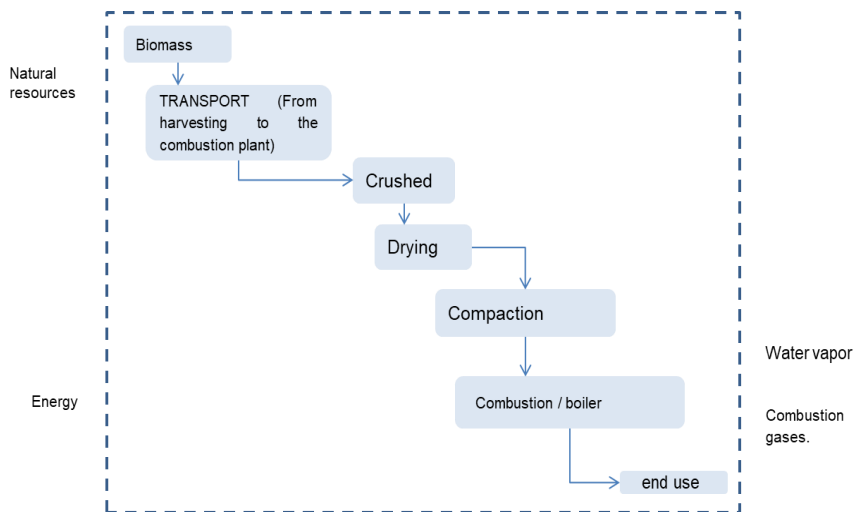 Biomass
Natural
resources
TRANSPORT (From
harvesting to the
combustion plant)
Crushed
Drying
Compaction
Water vapor
Energy
Combustion / boiler
Combustion
gases.
end use